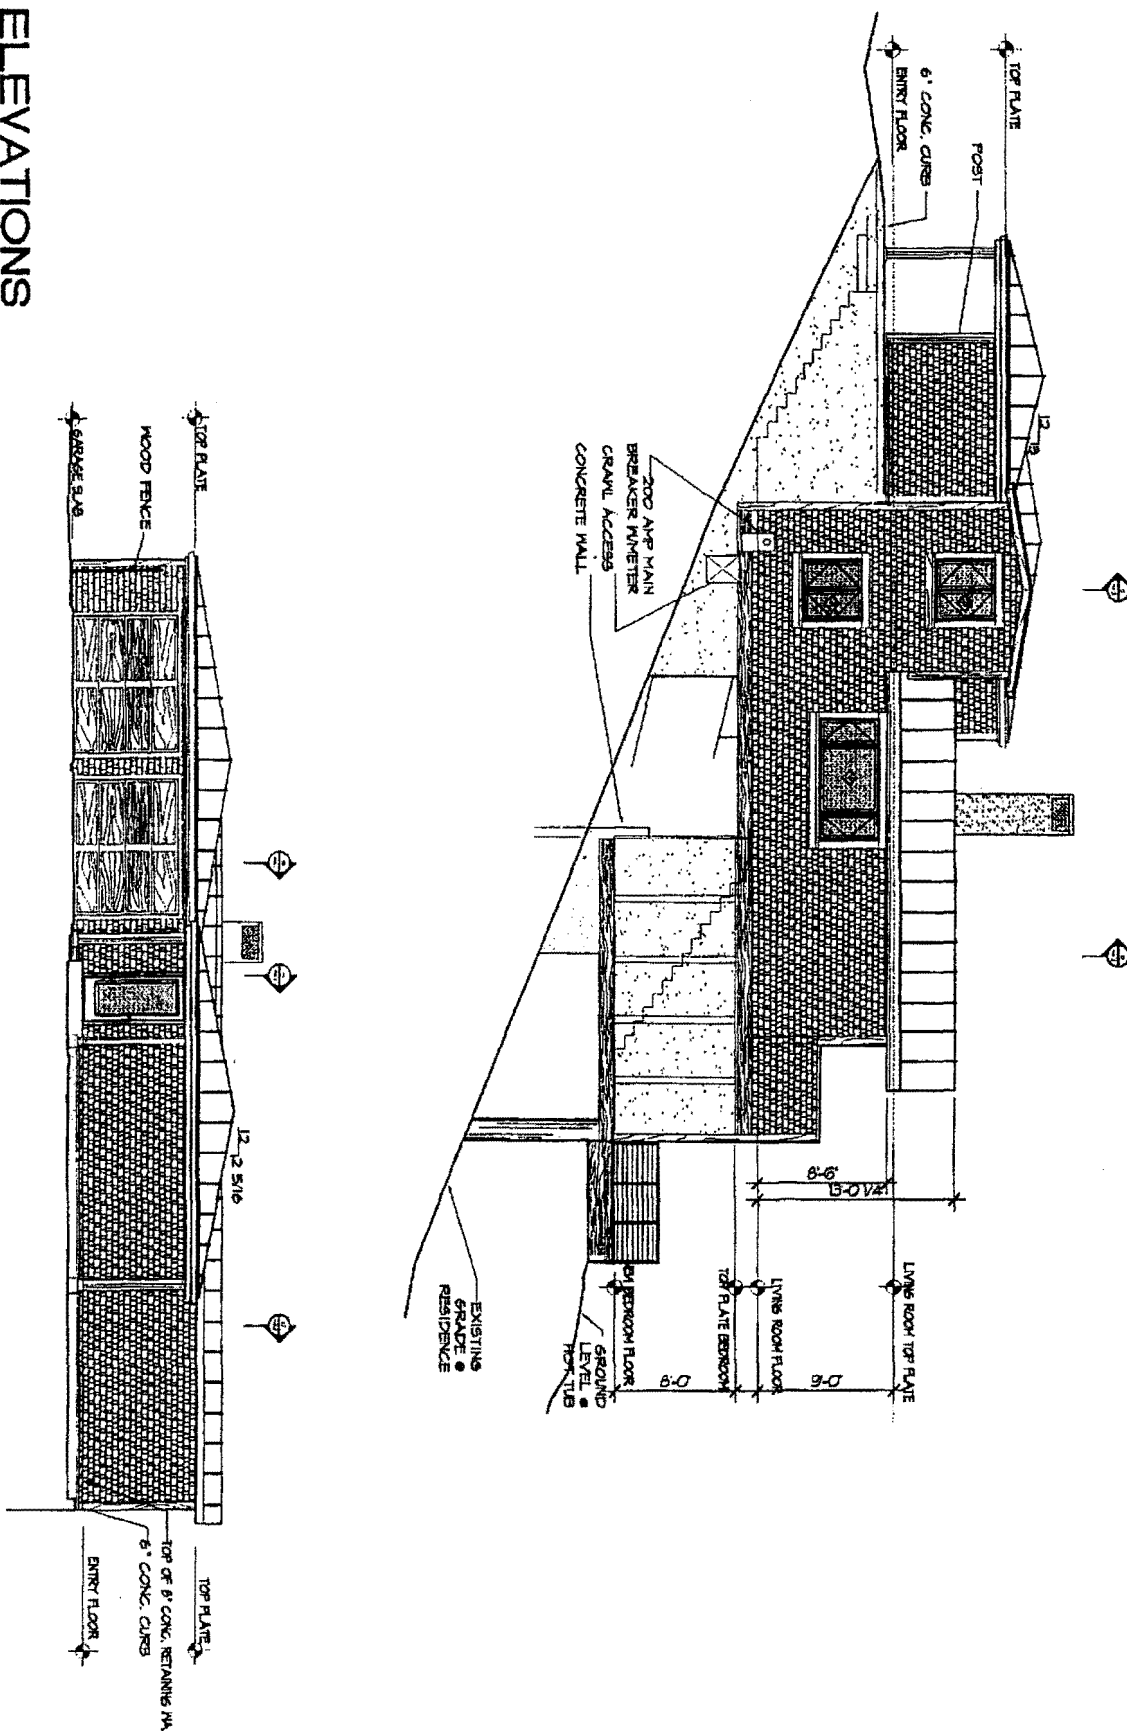 TOP PLATE
ENTRY FLOOR
6" CONC. CURB
POST
12
12
200 AMP MAIN
BREAKER W/METER
CRAWL ACCESS
CONCRETE WALL
8'-6"
13'-0 1/4"
LIVING ROOM TOP PLATE
LIVING ROOM FLOOR
TOP PLATE BEDROOM
BEDROOM FLOOR
9'-0"
8'-0"
GROUND
LEVEL @
HOT TUB
EXISTING
GRADE @
RESIDENCE
TOP PLATE
GARAGE SLAB
WOOD FENCE
12
2 5/16
TOP PLATE
ENTRY FLOOR
TOP OF 8" CONC. RETAINING WA
6" CONC. CURB
ELEVATIONS